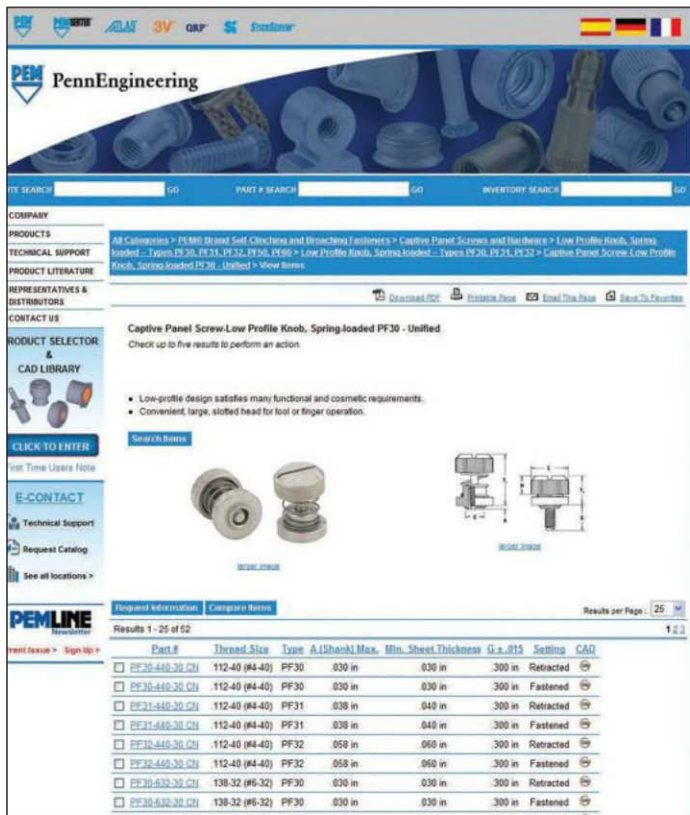 PEM
ATLAS
3V
QRP
SI
StickScrew
PEM
PennEngineering
SITE SEARCH GO PART # SEARCH GO INVENTORY SEARCH GO
COMPANY
PRODUCTS
TECHNICAL SUPPORT
PRODUCT LITERATURE
REPRESENTATIVES &
DISTRIBUTORS
CONTACT US
All Categories > PEM® Brand Self-Clinching and Broaching Fasteners > Captive Panel Screws and Hardware > Low Profile Knob, Spring-
loaded - Types PF30, PF31, PF32, PF50, PF60 > Low Profile Knob, Spring-loaded - Types PF30, PF31, PF32 > Captive Panel Screw-Low Profile
Knob, Spring-loaded PF30 - Unified > View Items
Download PDF Printable Page Email This Page Save To Favorites
RODUCT SELECTOR
&
CAD LIBRARY
CLICK TO ENTER
irst Time Users Note
E-CONTACT
Technical Support
Request Catalog
See all locations >
PEMLINE
Newsletter
rrent Issue > Sign Up >
Captive Panel Screw-Low Profile Knob, Spring-loaded PF30 - Unified
Check up to five results to perform an action.
• Low-profile design satisfies many functional and cosmetic requirements.
• Convenient, large, slotted head for tool or finger operation.
Search Items
larger image
larger image
Request Information Compare Items
Results per Page : 25
Results 1 - 25 of 52 1 2 3
Part # Thread Size Type A (Shank) Max. Min. Sheet Thickness G ± .015 Setting CAD
PF30-440-30 CN .112-40 (#4-40) PF30 .030 in .030 in .300 in Retracted
PF30-440-30 CN .112-40 (#4-40) PF30 .030 in .030 in .300 in Fastened
PF31-440-30 CN .112-40 (#4-40) PF31 .038 in .040 in .300 in Retracted
PF31-440-30 CN .112-40 (#4-40) PF31 .038 in .040 in .300 in Fastened
PF32-440-30 CN .112-40 (#4-40) PF32 .058 in .060 in .300 in Retracted
PF32-440-30 CN .112-40 (#4-40) PF32 .058 in .060 in .300 in Fastened
PF30-632-30 CN .138-32 (#6-32) PF30 .030 in .030 in .300 in Retracted
PF30-632-30 CN .138-32 (#6-32) PF30 .030 in .030 in .300 in Fastened